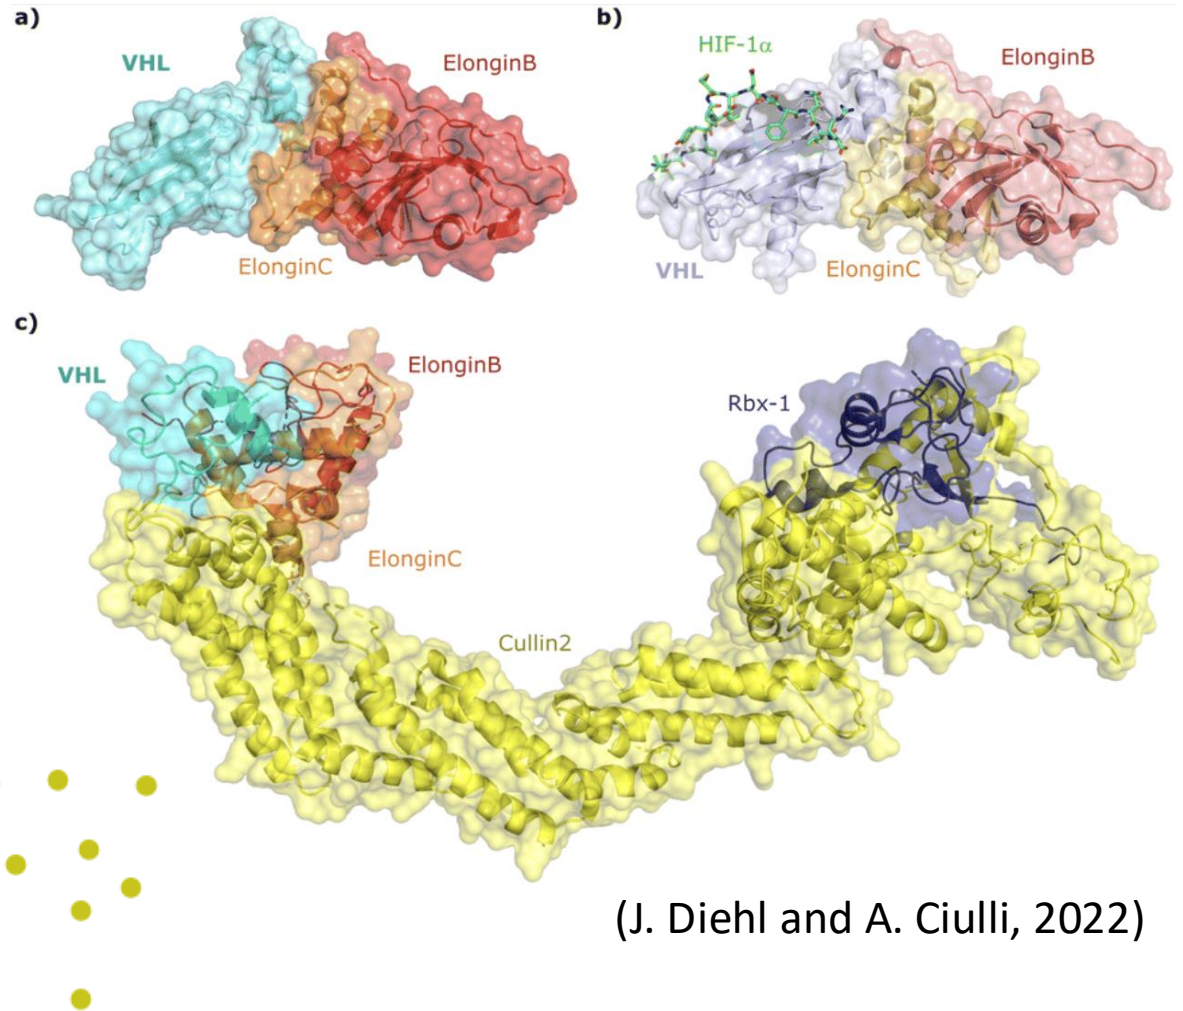 a)
VHL
ElonginB
ElonginC
b)
HIF-1α
ElonginB
VHL
ElonginC
c)
VHL
ElonginB
ElonginC
Rbx-1
Cullin2
(J. Diehl and A. Ciulli, 2022)